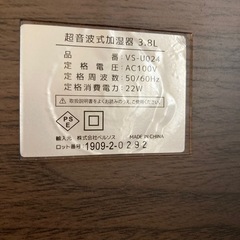 超音波式加湿器 3.8L
型番:VS-U024
定格電圧:AC100V
定格周波数:50/60Hz
定格消費電力:22W
PS
E
輸入元 株式会社ベルソス MADE IN CHINA
ロット番号 1909-2-0292